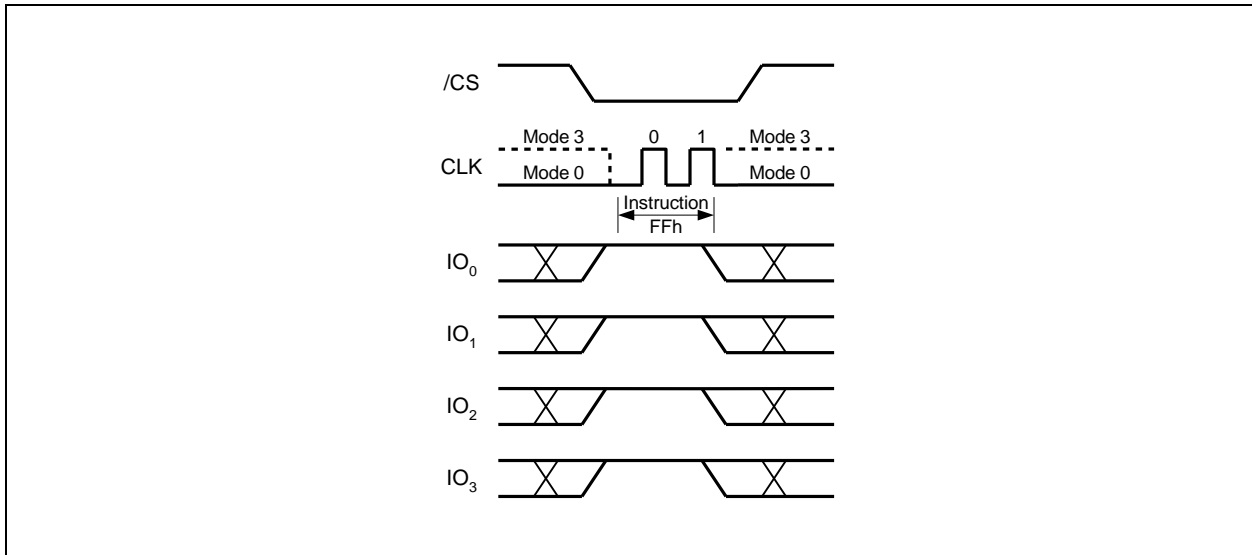 /CS
Mode 3 0 1 Mode 3
CLK
Mode 0 Mode 0
Instruction
FFh
IO0
IO1
IO2
IO3